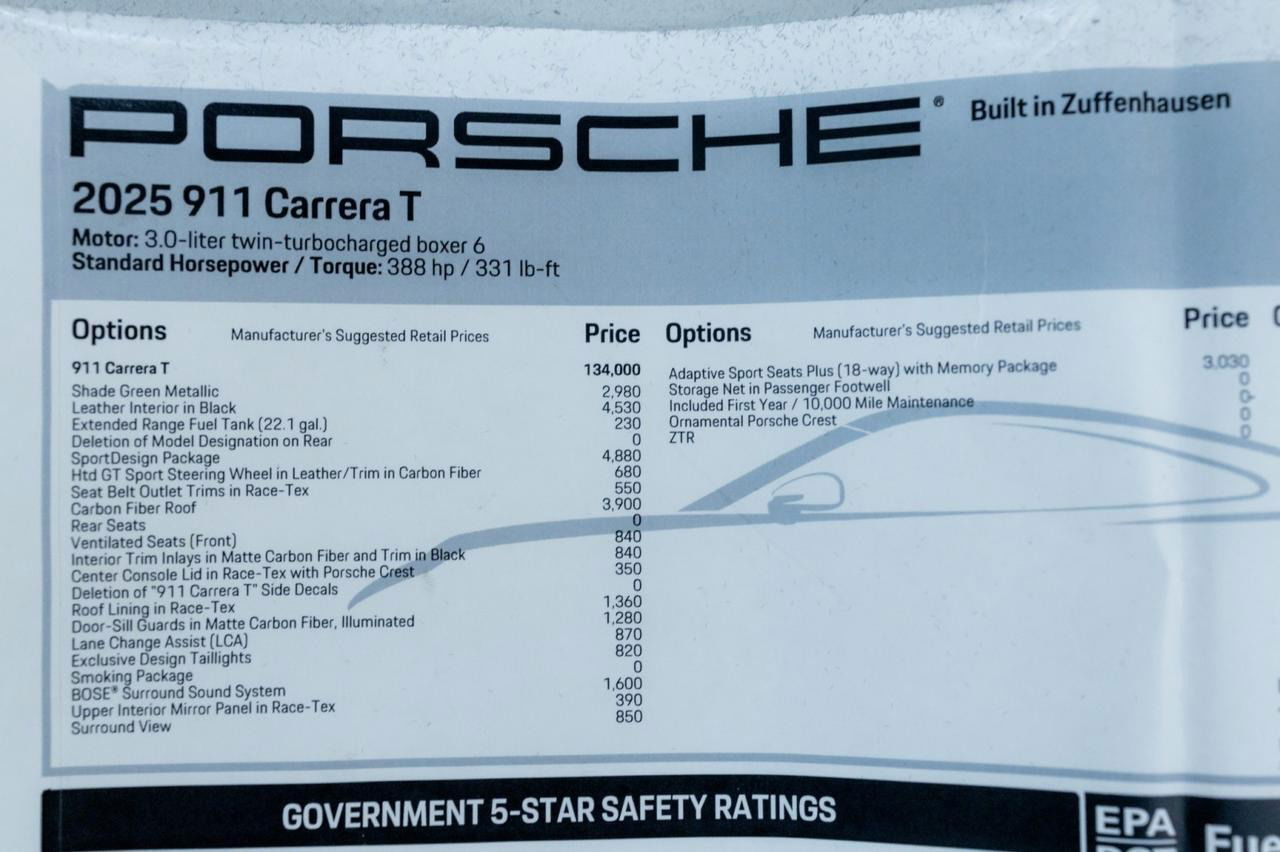 PORSCHE® Built in Zuffenhausen
2025 911 Carrera T
Motor: 3.0-liter twin-turbocharged boxer 6
Standard Horsepower / Torque: 388 hp / 331 lb-ft
Options Manufacturer's Suggested Retail Prices Price
911 Carrera T 134,000
Shade Green Metallic 2,980
Leather Interior in Black 4,530
Extended Range Fuel Tank (22.1 gal.) 230
Deletion of Model Designation on Rear 0
SportDesign Package 4,880
Htd GT Sport Steering Wheel in Leather/Trim in Carbon Fiber 680
Seat Belt Outlet Trims in Race-Tex 550
Carbon Fiber Roof 3,900
Rear Seats 0
Ventilated Seats (Front) 840
Interior Trim Inlays in Matte Carbon Fiber and Trim in Black 840
Center Console Lid in Race-Tex with Porsche Crest 350
Deletion of "911 Carrera T" Side Decals 0
Roof Lining in Race-Tex 1,360
Door-Sill Guards in Matte Carbon Fiber, Illuminated 1,280
Lane Change Assist (LCA) 870
Exclusive Design Taillights 820
Smoking Package 0
BOSE® Surround Sound System 1,600
Upper Interior Mirror Panel in Race-Tex 390
Surround View 850
Options Manufacturer's Suggested Retail Prices Price
Adaptive Sport Seats Plus (18-way) with Memory Package 3,030
Storage Net in Passenger Footwell 0
Included First Year / 10,000 Mile Maintenance 0
Ornamental Porsche Crest 0
ZTR 0
GOVERNMENT 5-STAR SAFETY RATINGS
EPA